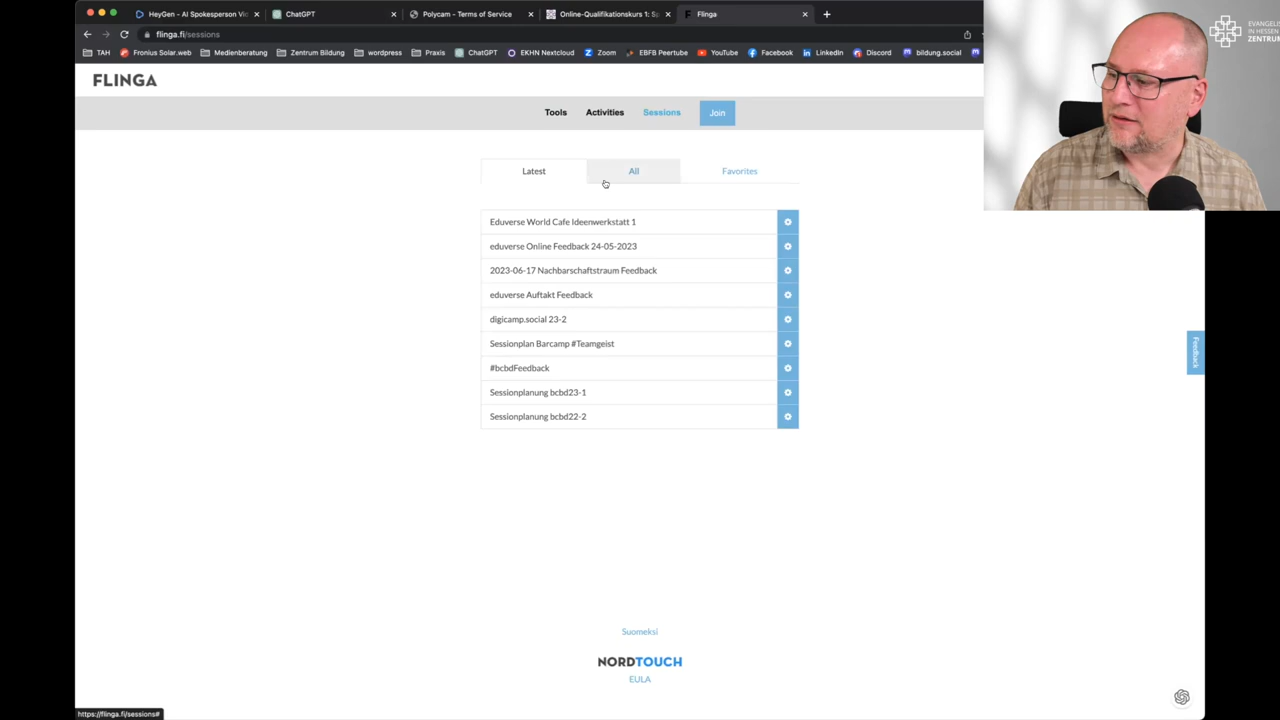 HeyGen - AI Spokesperson Vi
ChatGPT
Polycam – Terms of Service
Online-Qualifikationskurs 1: S
Flinga
flinga.fi/sessions
TAH
Fronius Solar.web
Medienberatung
Zentrum Bildung
wordpress
Praxis
ChatGPT
EKHN Nextcloud
Zoom
EBFB Peertube
Facebook
YouTube
LinkedIn
Discord
bildung.social
EVANGELIS
IN HESSEN
ZENTRUM
FLINGA
Tools
Activities
Sessions
Join
Latest
All
Favorites
Eduverse World Cafe Ideenwerkstatt 1
eduverse Online Feedback 24-05-2023
2023-06-17 Nachbarschaftstraum Feedback
eduverse Auftakt Feedback
digicamp.social 23-2
Sessionplan Barcamp #Teamgeist
#bcbdFeedback
Sessionplanung bcbd23-1
Sessionplanung bcbd22-2
Feedback
Suomeksi
NORDTOUCH
EULA
https://flinga.fi/sessions#